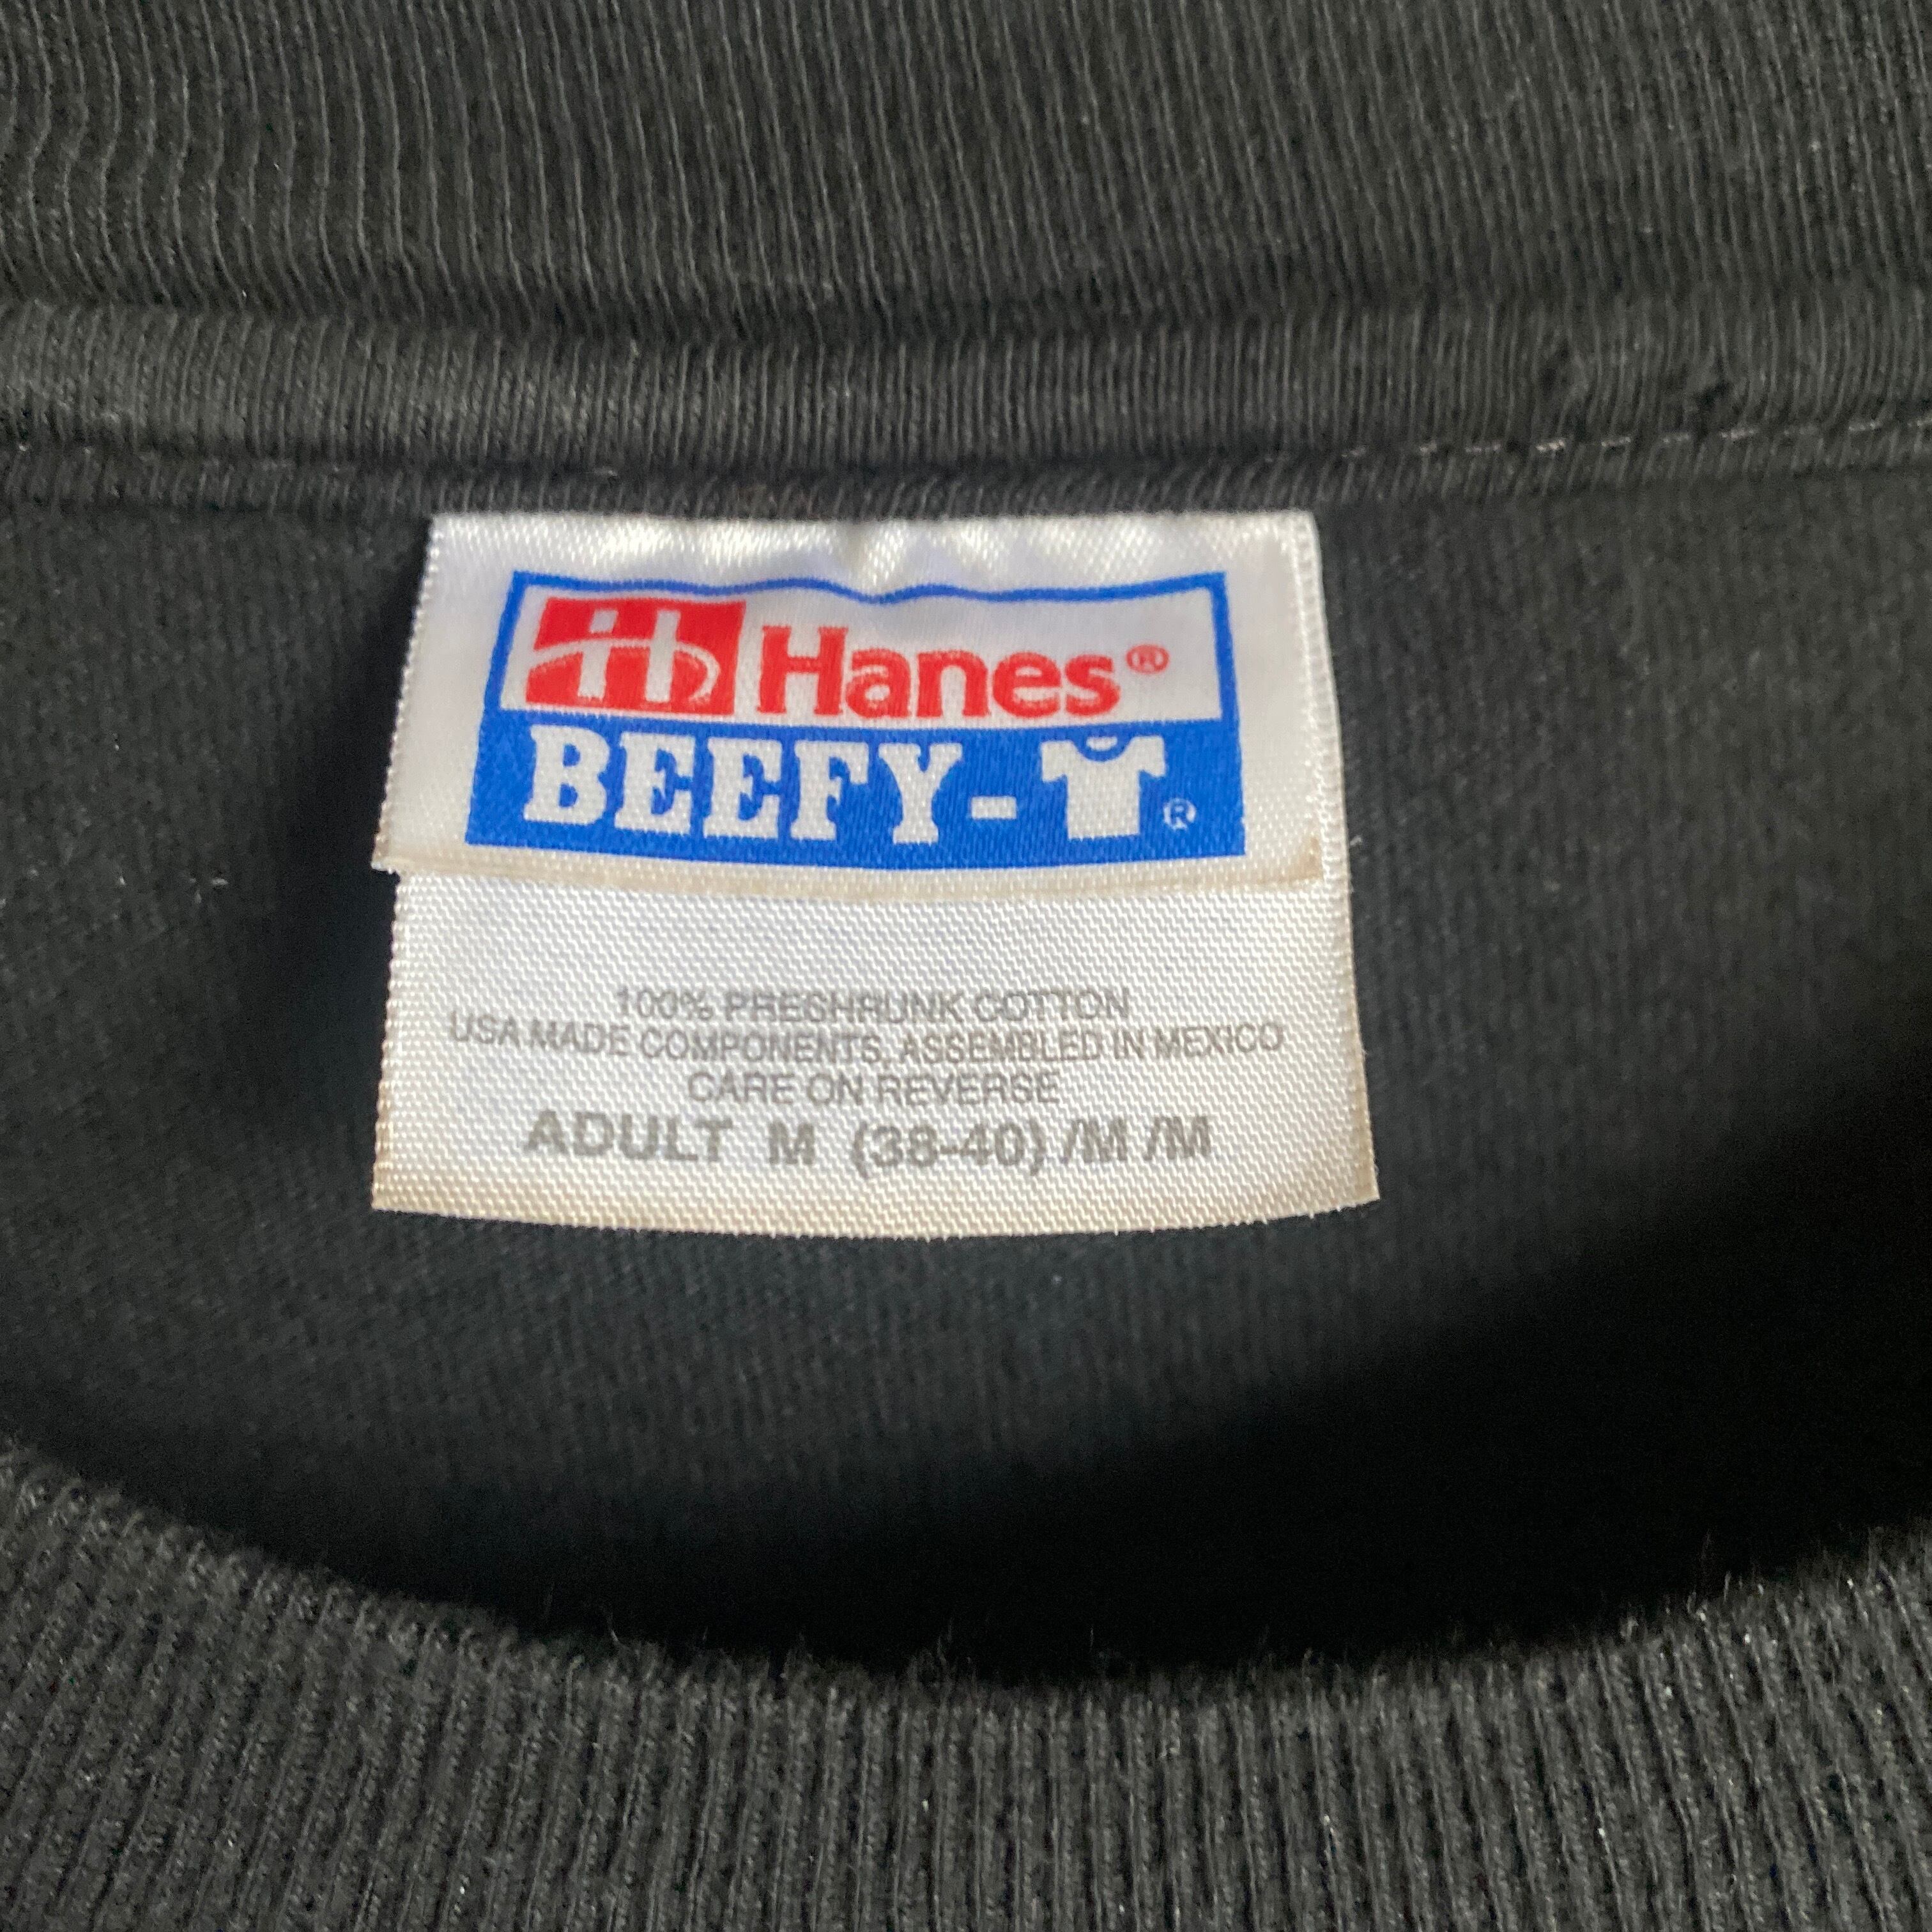 Hanes®
BEEFY-T®
100% PRESHRUNK COTTON
USA MADE COMPONENTS, ASSEMBLED IN MEXICO
CARE ON REVERSE
ADULT M (38-40) /M /M